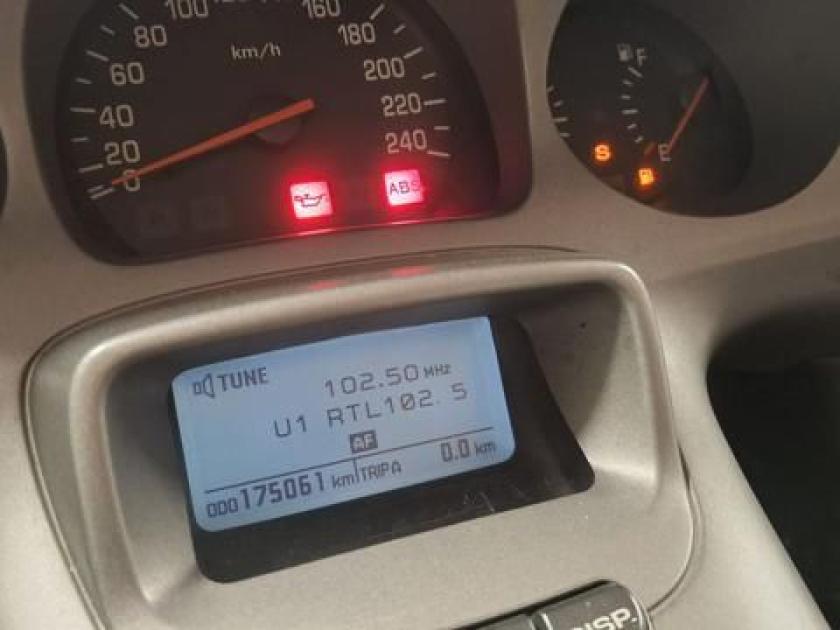 100 120 160
80 180
km/h
60 200
40 220
20 240
0
ABS
F
S
E
TUNE 102.50 MHz
U1 RTL102.5
AF
ODO 175061 km TRIP A 0.0 km